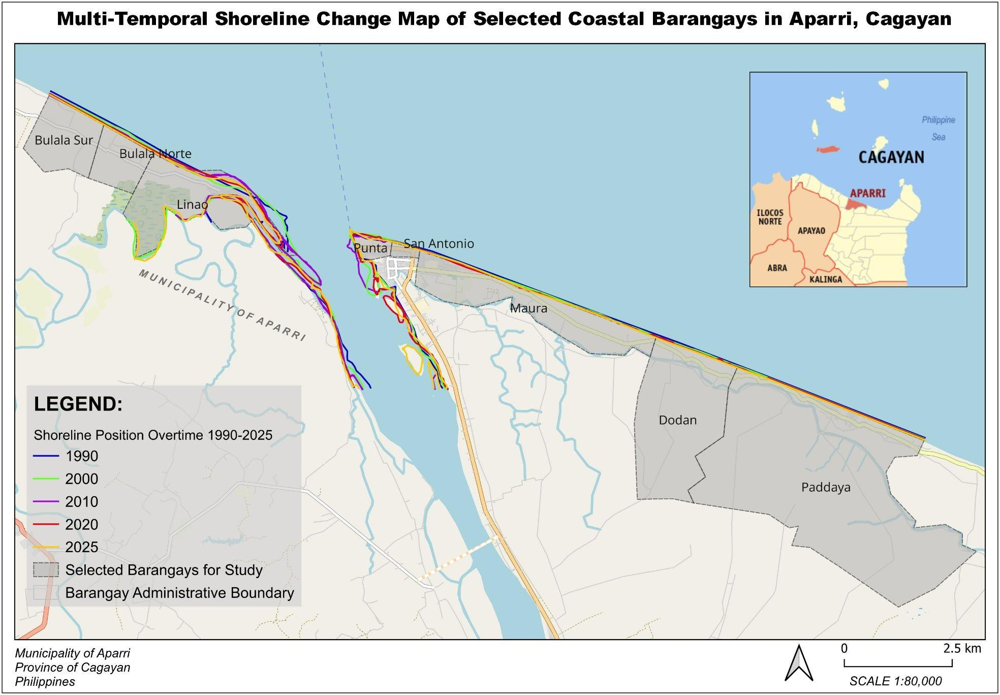 Multi-Temporal Shoreline Change Map of Selected Coastal Barangays in Aparri, Cagayan
Philippine
Sea
CAGAYAN
APARRI
ILOCOS
NORTE
APAYAO
ABRA
KALINGA
Bulala Sur
Bulala Norte
Linao
Punta
San Antonio
MUNICIPALITY OF APARRI
Maura
Dodan
Paddaya
LEGEND:
Shoreline Position Overtime 1990-2025
1990
2000
2010
2020
2025
Selected Barangays for Study
Barangay Administrative Boundary
Municipality of Aparri
Province of Cagayan
Philippines
0 2.5 km
SCALE 1:80,000